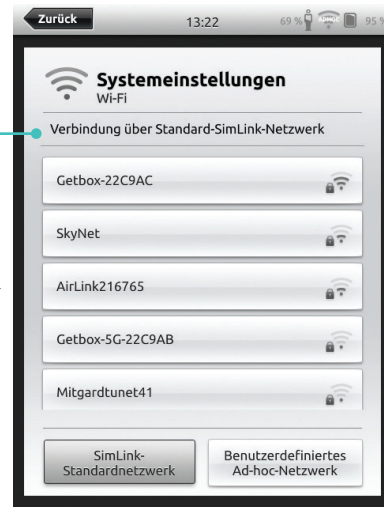 Zurück
13:22
69 %
95 %
Systemeinstellungen
Wi-Fi
Verbindung über Standard-SimLink-Netzwerk
Getbox-22C9AC
SkyNet
AirLink216765
Getbox-5G-22C9AB
Mitgardtunet41
SimLink-
Standardnetzwerk
Benutzerdefiniertes
Ad-hoc-Netzwerk